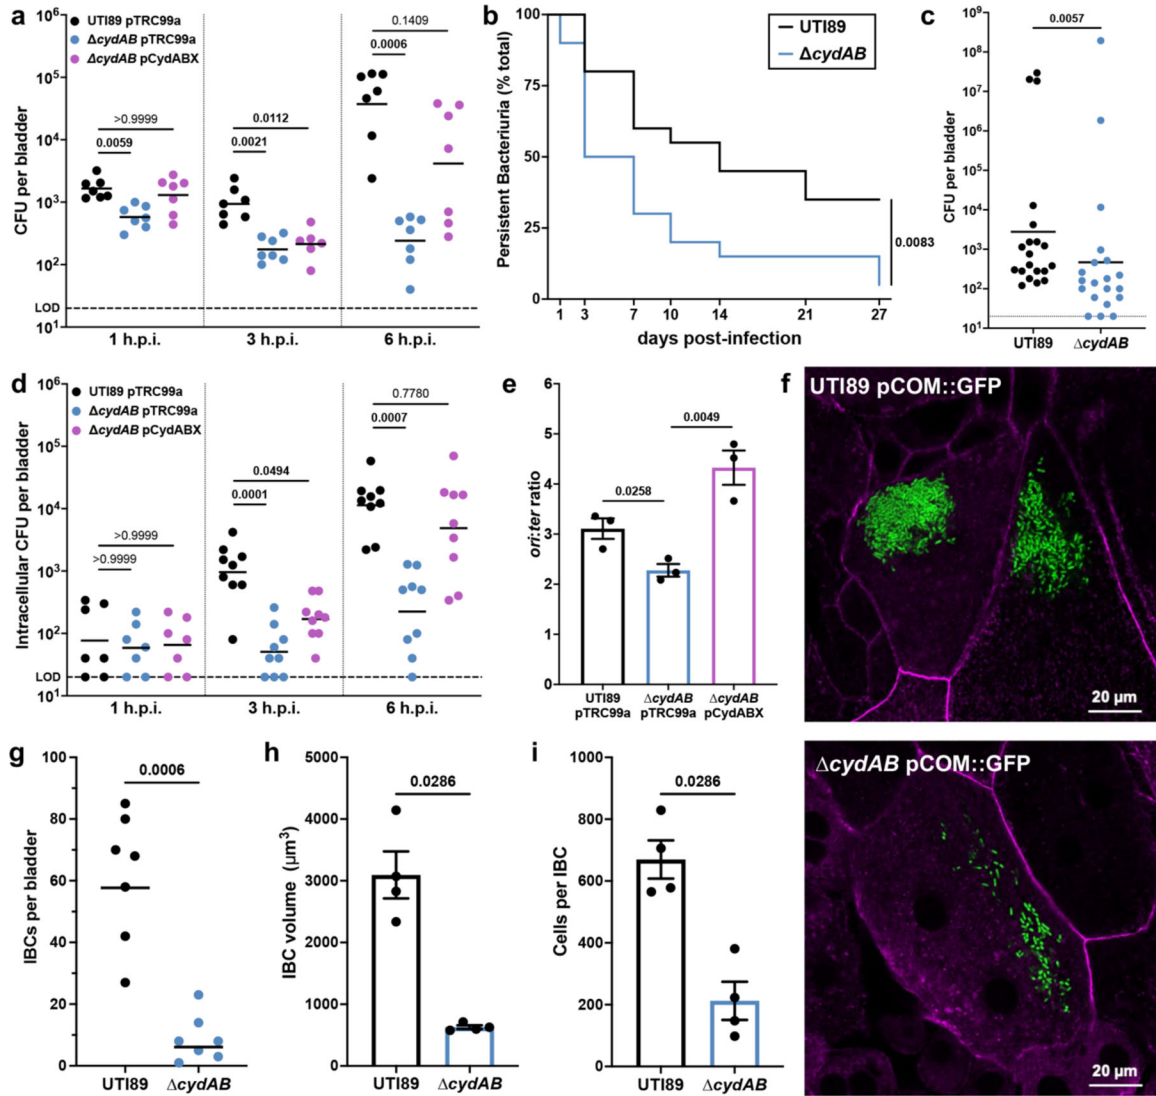 a
CFU per bladder
10⁶
10⁵
10⁴
10³
10²
LOD
10¹
UTI89 pTRC99a
ΔcydAB pTRC99a
ΔcydAB pCydABX
>0.9999
0.0059
0.0112
0.0021
0.1409
0.0006
1 h.p.i.
3 h.p.i.
6 h.p.i.
b
Persistent Bacteriuria (% total)
100
75
50
25
0
UTI89
ΔcydAB
0.0083
1 3 7 10 14 21 27
days post-infection
c
CFU per bladder
10⁹
10⁸
10⁷
10⁶
10⁵
10⁴
10³
10²
10¹
0.0057
UTI89 ΔcydAB
d
Intracellular CFU per bladder
10⁶
10⁵
10⁴
10³
10²
LOD
10¹
UTI89 pTRC99a
ΔcydAB pTRC99a
ΔcydAB pCydABX
>0.9999
>0.9999
0.0494
0.0001
0.7780
0.0007
1 h.p.i.
3 h.p.i.
6 h.p.i.
e
ori:ter ratio
6
5
4
3
2
1
0
0.0049
0.0258
UTI89
pTRC99a
ΔcydAB
pTRC99a
ΔcydAB
pCydABX
f
UTI89 pCOM::GFP
20 µm
ΔcydAB pCOM::GFP
20 µm
g
IBCs per bladder
100
80
60
40
20
0
0.0006
UTI89 ΔcydAB
h
IBC volume (µm³)
5000
4000
3000
2000
1000
0
0.0286
UTI89 ΔcydAB
i
Cells per IBC
1000
800
600
400
200
0
0.0286
UTI89 ΔcydAB